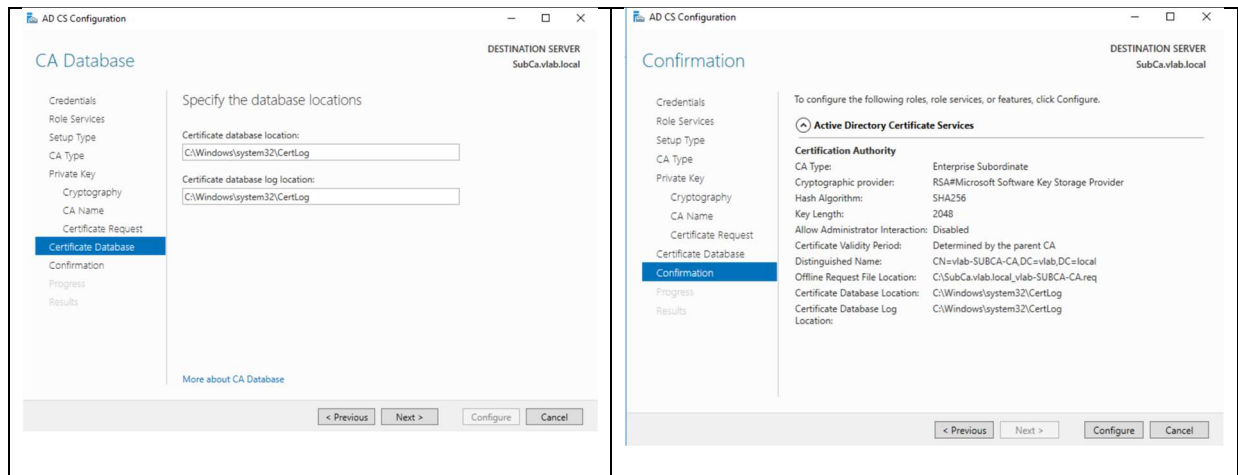 AD CS Configuration
CA Database
DESTINATION SERVER
SubCa.vlab.local
Credentials
Role Services
Setup Type
CA Type
Private Key
Cryptography
CA Name
Certificate Request
Certificate Database
Confirmation
Progress
Results
Specify the database locations
Certificate database location:
C:\Windows\system32\CertLog
Certificate database log location:
C:\Windows\system32\CertLog
More about CA Database
< Previous
Next >
Configure
Cancel
AD CS Configuration
Confirmation
DESTINATION SERVER
SubCa.vlab.local
Credentials
Role Services
Setup Type
CA Type
Private Key
Cryptography
CA Name
Certificate Request
Certificate Database
Confirmation
Progress
Results
To configure the following roles, role services, or features, click Configure.
Active Directory Certificate Services
Certification Authority
CA Type: Enterprise Subordinate
Cryptographic provider: RSA#Microsoft Software Key Storage Provider
Hash Algorithm: SHA256
Key Length: 2048
Allow Administrator Interaction: Disabled
Certificate Validity Period: Determined by the parent CA
Distinguished Name: CN=vlab-SUBCA-CA,DC=vlab,DC=local
Offline Request File Location: C:\SubCa.vlab.local_vlab-SUBCA-CA.req
Certificate Database Location: C:\Windows\system32\CertLog
Certificate Database Log C:\Windows\system32\CertLog
Location:
< Previous
Next >
Configure
Cancel